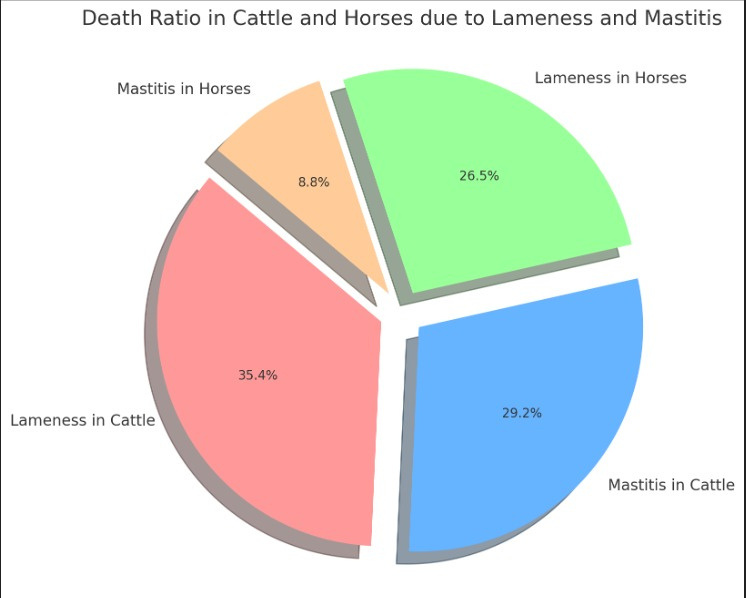 Death Ratio in Cattle and Horses due to Lameness and Mastitis
Lameness in Horses
Mastitis in Horses
26.5%
8.8%
35.4%
29.2%
Lameness in Cattle
Mastitis in Cattle